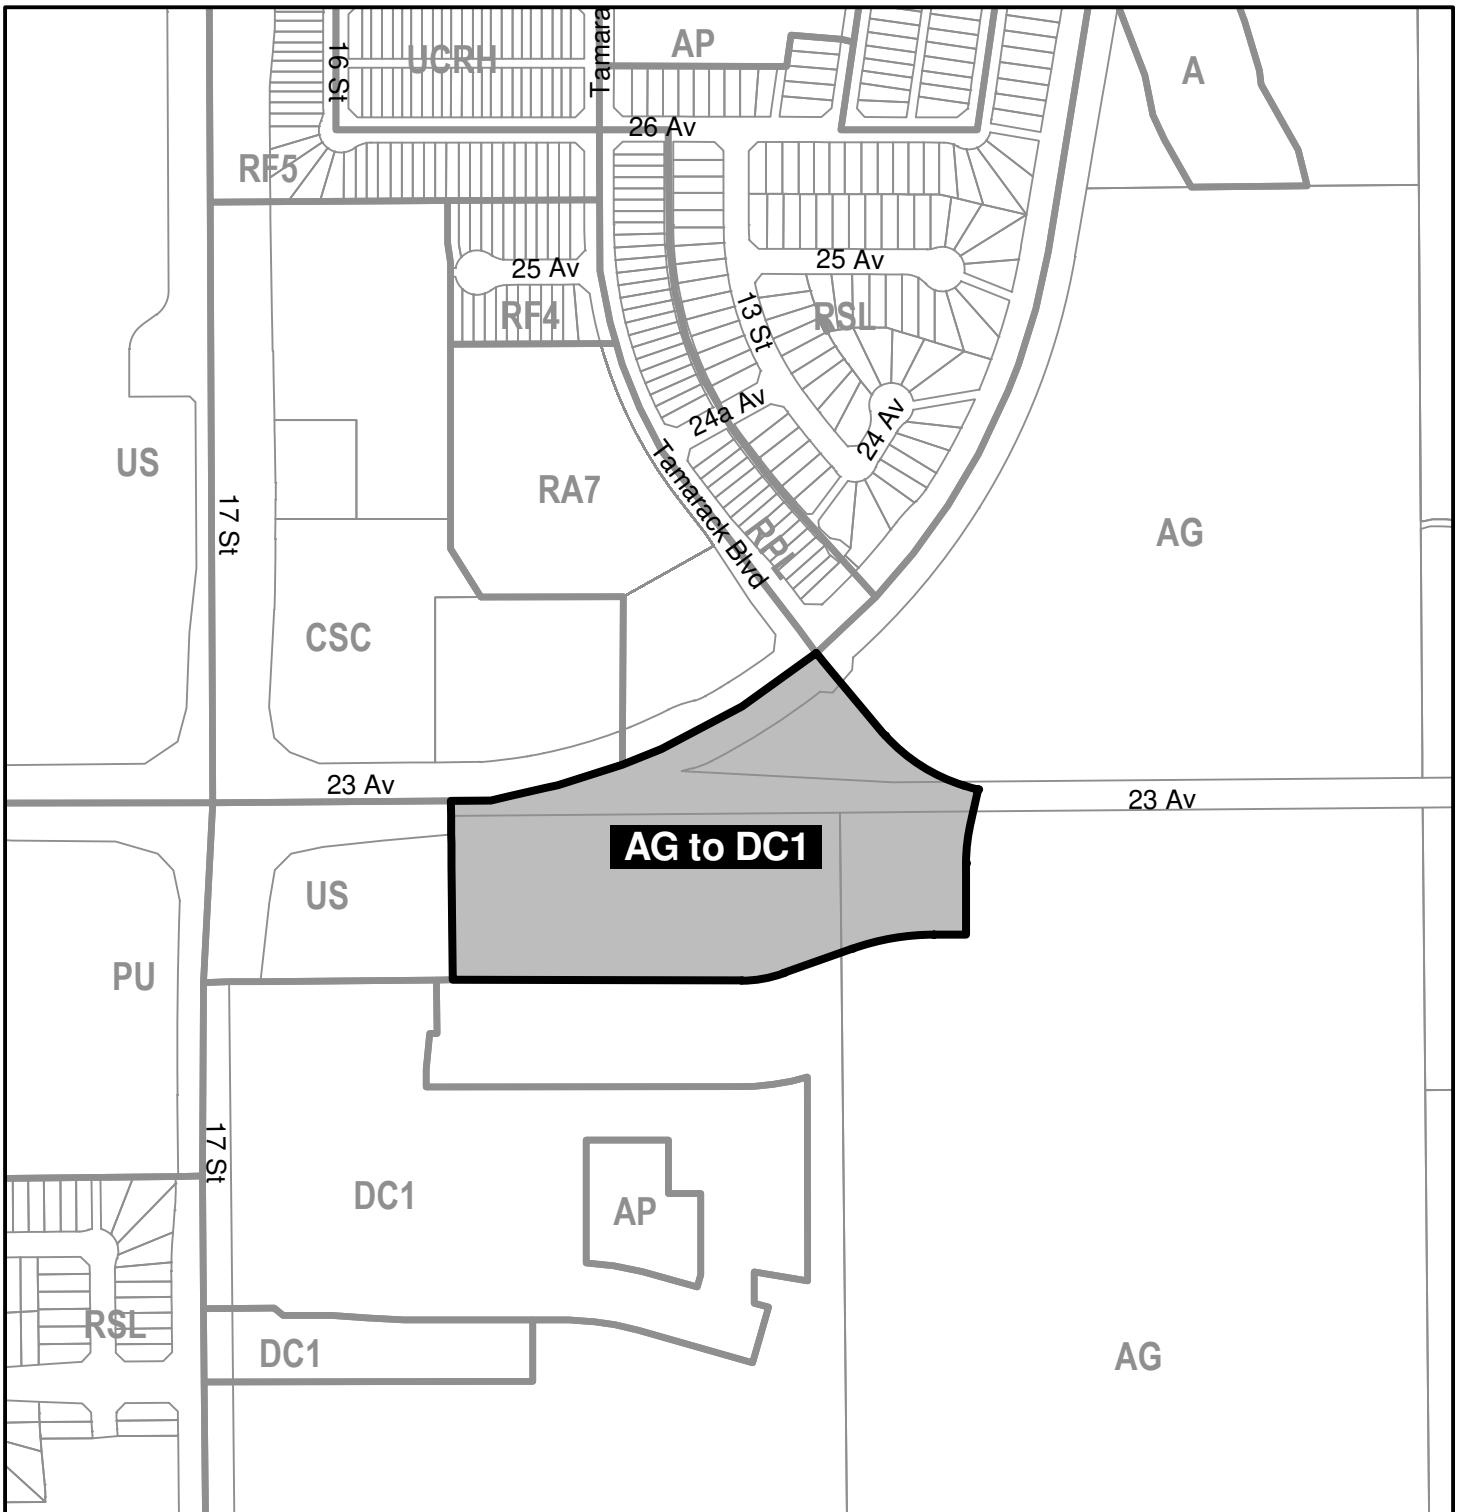 Tamara
AP
16 St
UCRH
A
26 Av
RF5
25 Av
25 Av
RF4
13 St
RSL
24a Av
24 Av
US
Tamarack Blvd
RA7
17 St
RPL
AG
CSC
23 Av
23 Av
AG to DC1
US
PU
17 St
DC1
AP
RSL
DC1
AG